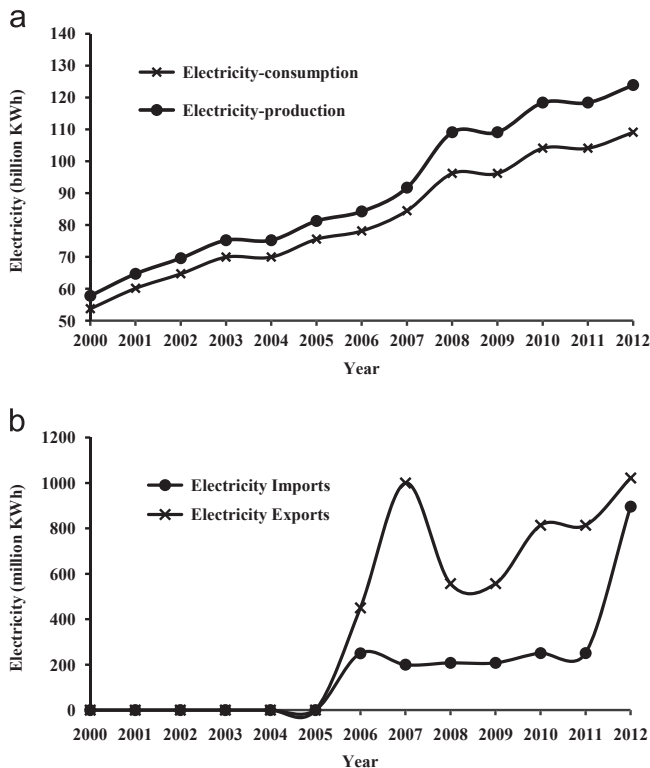 a
Electricity (billion KWh)
140
130
120
110
100
90
80
70
60
50
Electricity-consumption
Electricity-production
2000 2001 2002 2003 2004 2005 2006 2007 2008 2009 2010 2011 2012
Year
b
Electricity (million KWh)
1200
1000
800
600
400
200
0
Electricity Imports
Electricity Exports
2000 2001 2002 2003 2004 2005 2006 2007 2008 2009 2010 2011 2012
Year